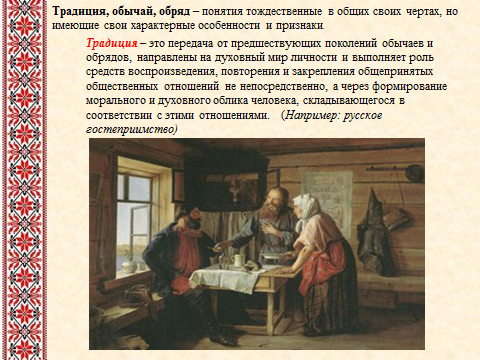 Традиция, обычай, обряд – понятия тождественные в общих своих чертах, но
имеющие свои характерные особенности и признаки.
Традиция – это передача от предшествующих поколений обычаев и
обрядов, направлены на духовный мир личности и выполняет роль
средств воспроизведения, повторения и закрепления общепринятых
общественных отношений не непосредственно, а через формирование
морального и духовного облика человека, складывающегося в
соответствии с этими отношениями. (Например: русское
гостеприимство)